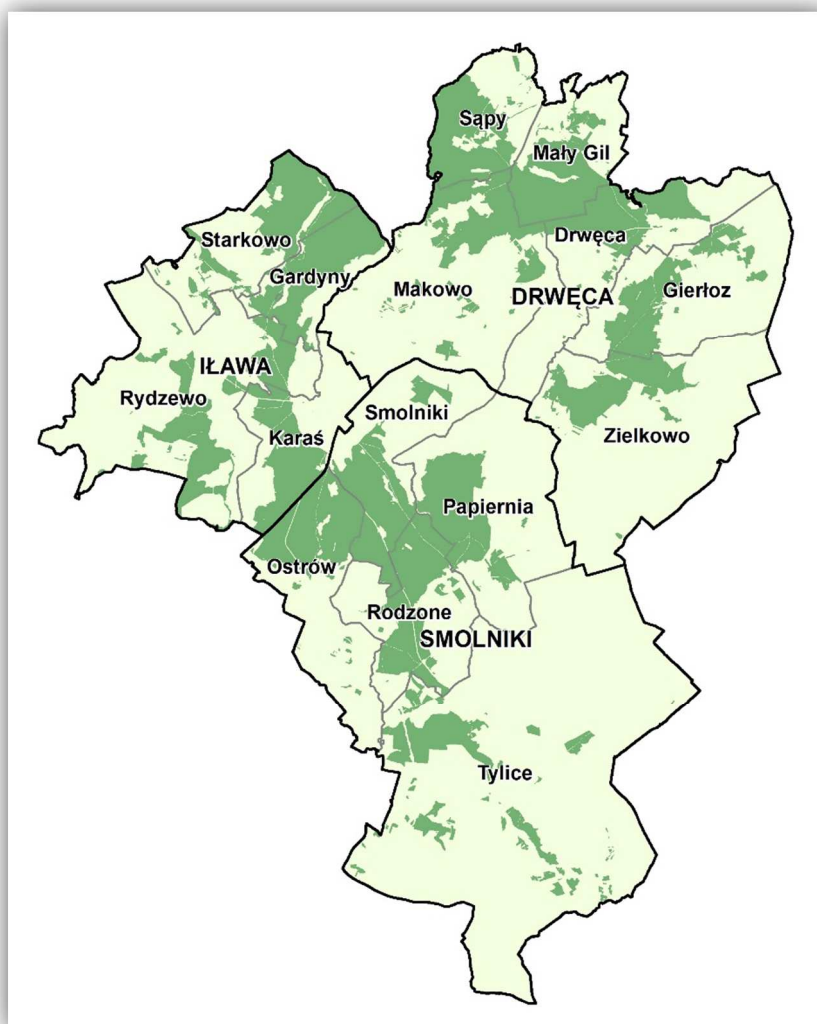 Sąpy
Mały Gil
Starkowo
Drwęca
Gardyny
Makowo
DRWĘCA
Gierłoz
IŁAWA
Rydzewo
Smolniki
Karaś
Zielkowo
Papiernia
Ostrów
Rodzone
SMOLNIKI
Tylice